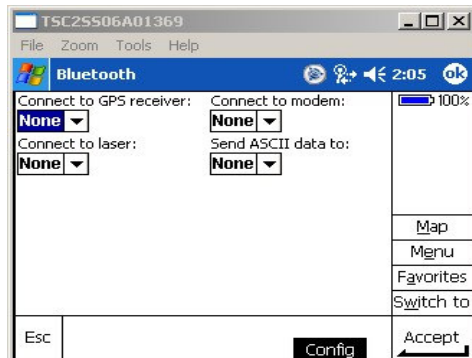 TSC2SS06A01369
File Zoom Tools Help
Bluetooth 2:05 ok
Connect to GPS receiver: Connect to modem: 100%
None None
Connect to laser: Send ASCII data to:
None None
Map
Menu
Favorites
Switch to
Esc Config Accept